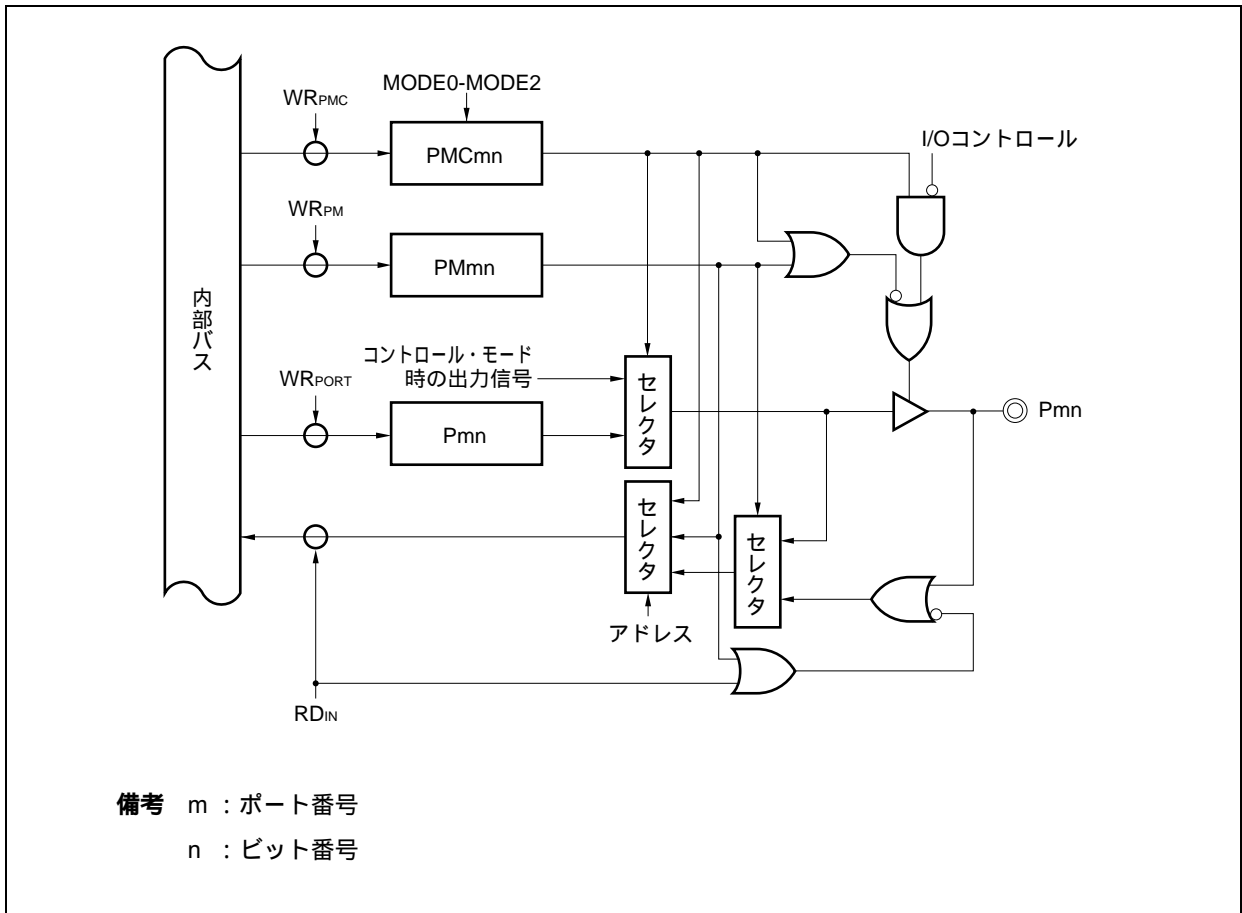 MODE0-MODE2
WRPMC
PMCmn
I/Oコントロール
WRPM
PMmn
内部バス
コントロール・モード
時の出力信号
WRPORT
Pmn
セレクタ
Pmn
セレクタ
セレクタ
アドレス
RDIN
備考 m :ポート番号
n :ビット番号